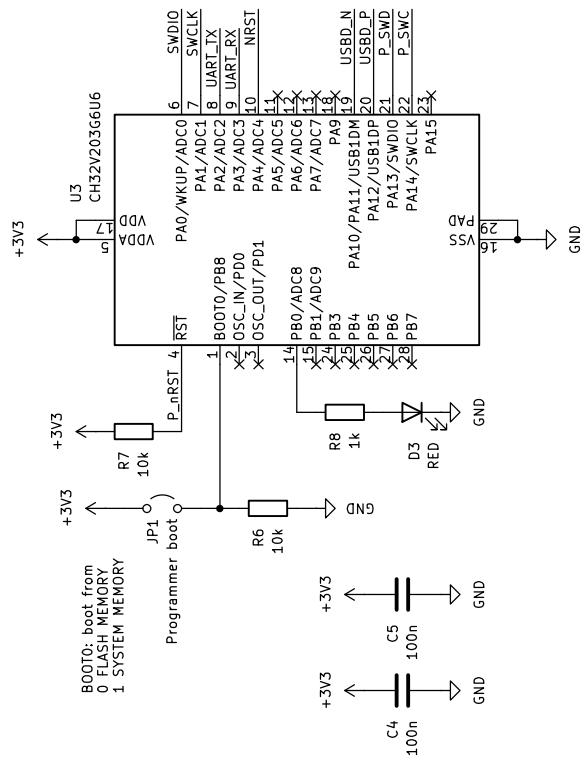 +3V3
U3
CH32V203G6U6
5
17
VDDA
VDD
P_nRST
4
RST
1
BOOT0/PB8
2
OSC_IN/PD0
3
OSC_OUT/PD1
14
PB0/ADC8
15
PB1/ADC9
24
PB3
25
PB4
26
PB5
27
PB6
28
PB7
PA0/WKUP/ADC0
6
SWDIO
PA1/ADC1
7
SWCLK
PA2/ADC2
8
UART_TX
PA3/ADC3
9
UART_RX
PA4/ADC4
10
NRST
PA5/ADC5
11
PA6/ADC6
12
PA7/ADC7
13
PA9
18
PA10/PA11/USB1DM
19
USBD_N
PA12/USB1DP
20
USBD_P
PA13/SWDIO
21
P_SWD
PA14/SWCLK
22
P_SWC
PA15
23
VSS
PAD
16
29
GND
+3V3
R7
10k
+3V3
JP1
Programmer boot
R6
10k
GND
R8
1k
D3
RED
GND
BOOT0: boot from
0 FLASH MEMORY
1 SYSTEM MEMORY
+3V3
C4
100n
GND
+3V3
C5
100n
GND